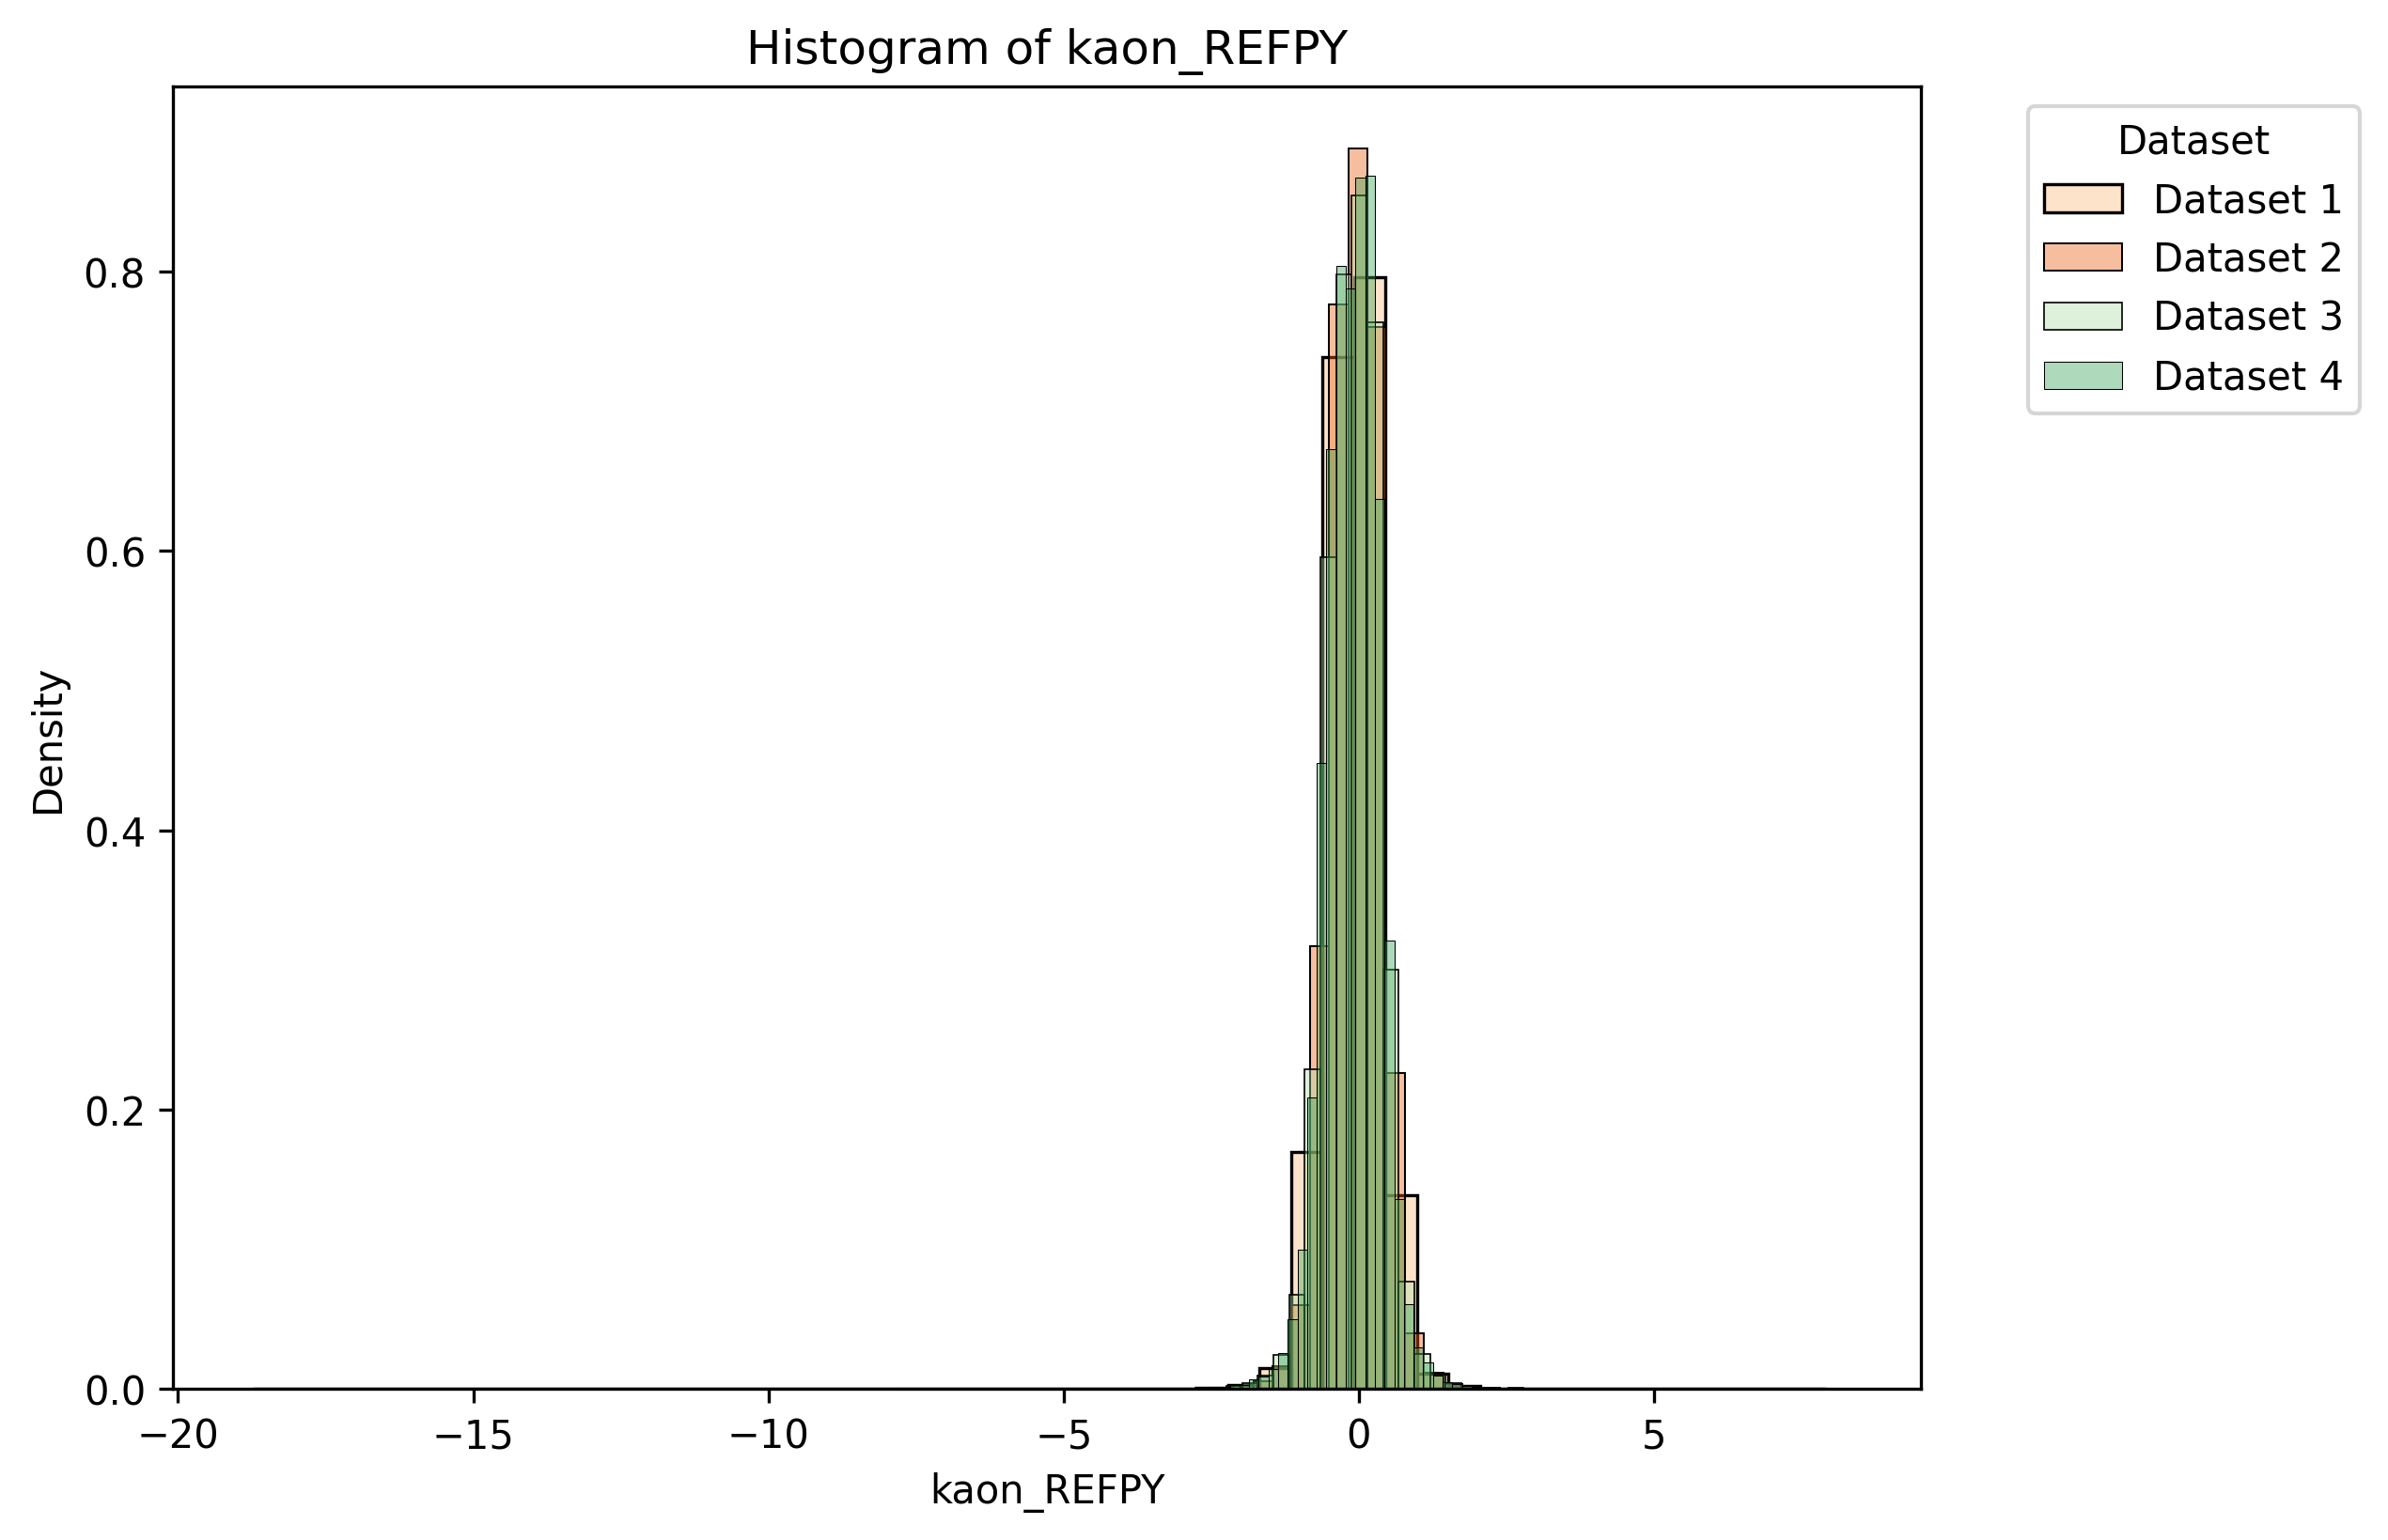 Histogram of kaon_REFPY
Dataset
Dataset 1
Dataset 2
Dataset 3
Dataset 4
Density
0.8
0.6
0.4
0.2
0.0
−20 −15 −10 −5 0 5
kaon_REFPY